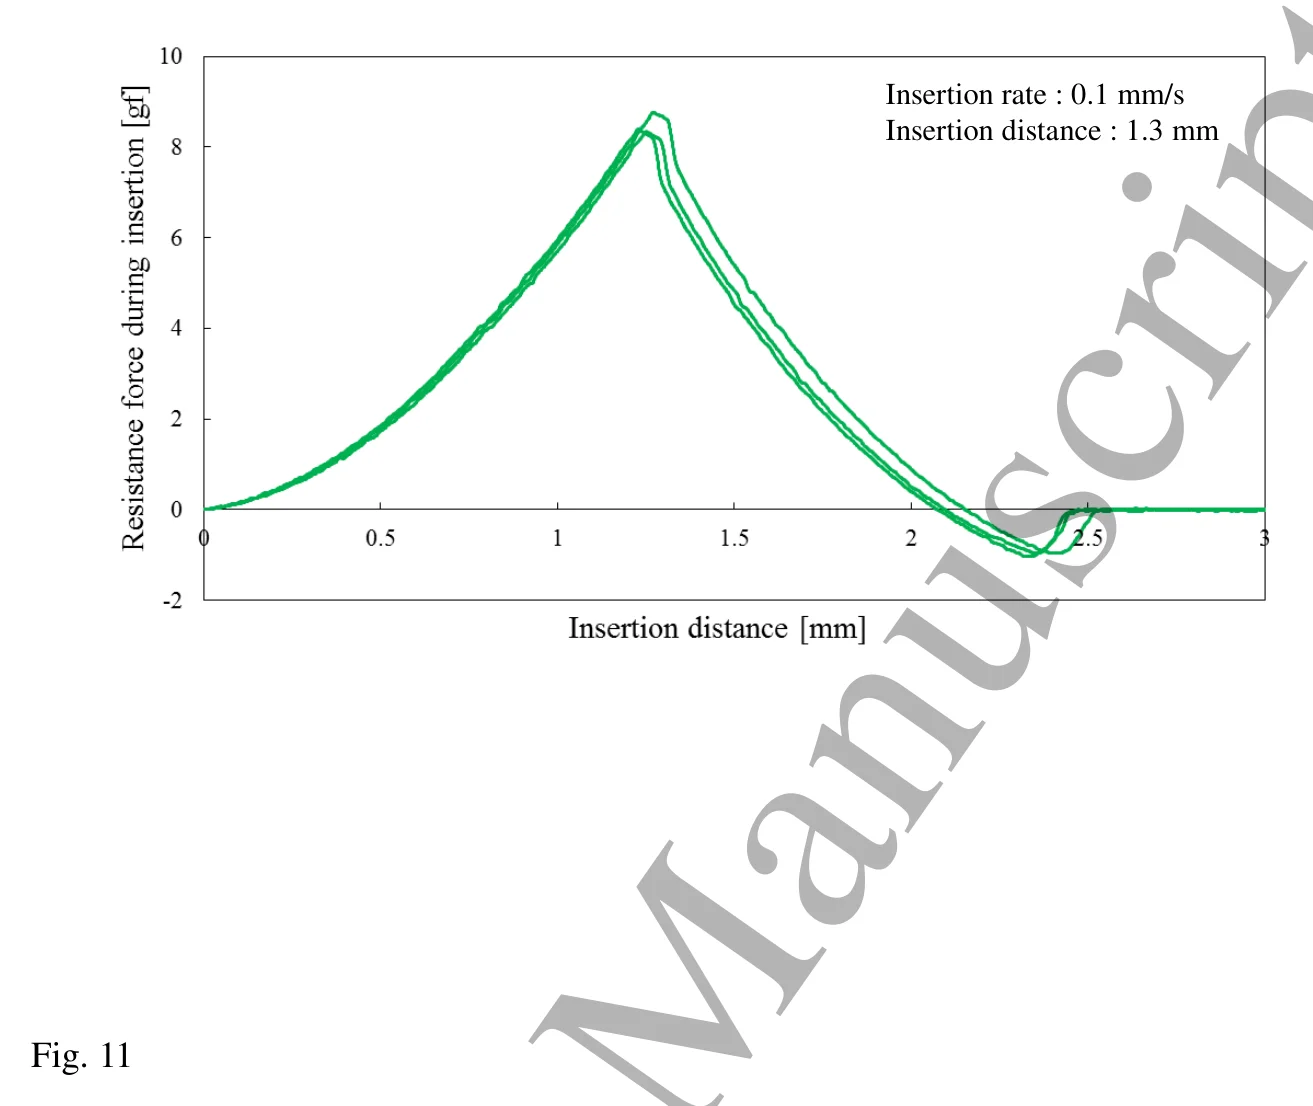 10
Insertion rate : 0.1 mm/s
Insertion distance : 1.3 mm
8
6
4
2
0
-2
Resistance force during insertion [gf]
0 0.5 1 1.5 2 2.5 3
Insertion distance [mm]
Manuscript
Fig. 11